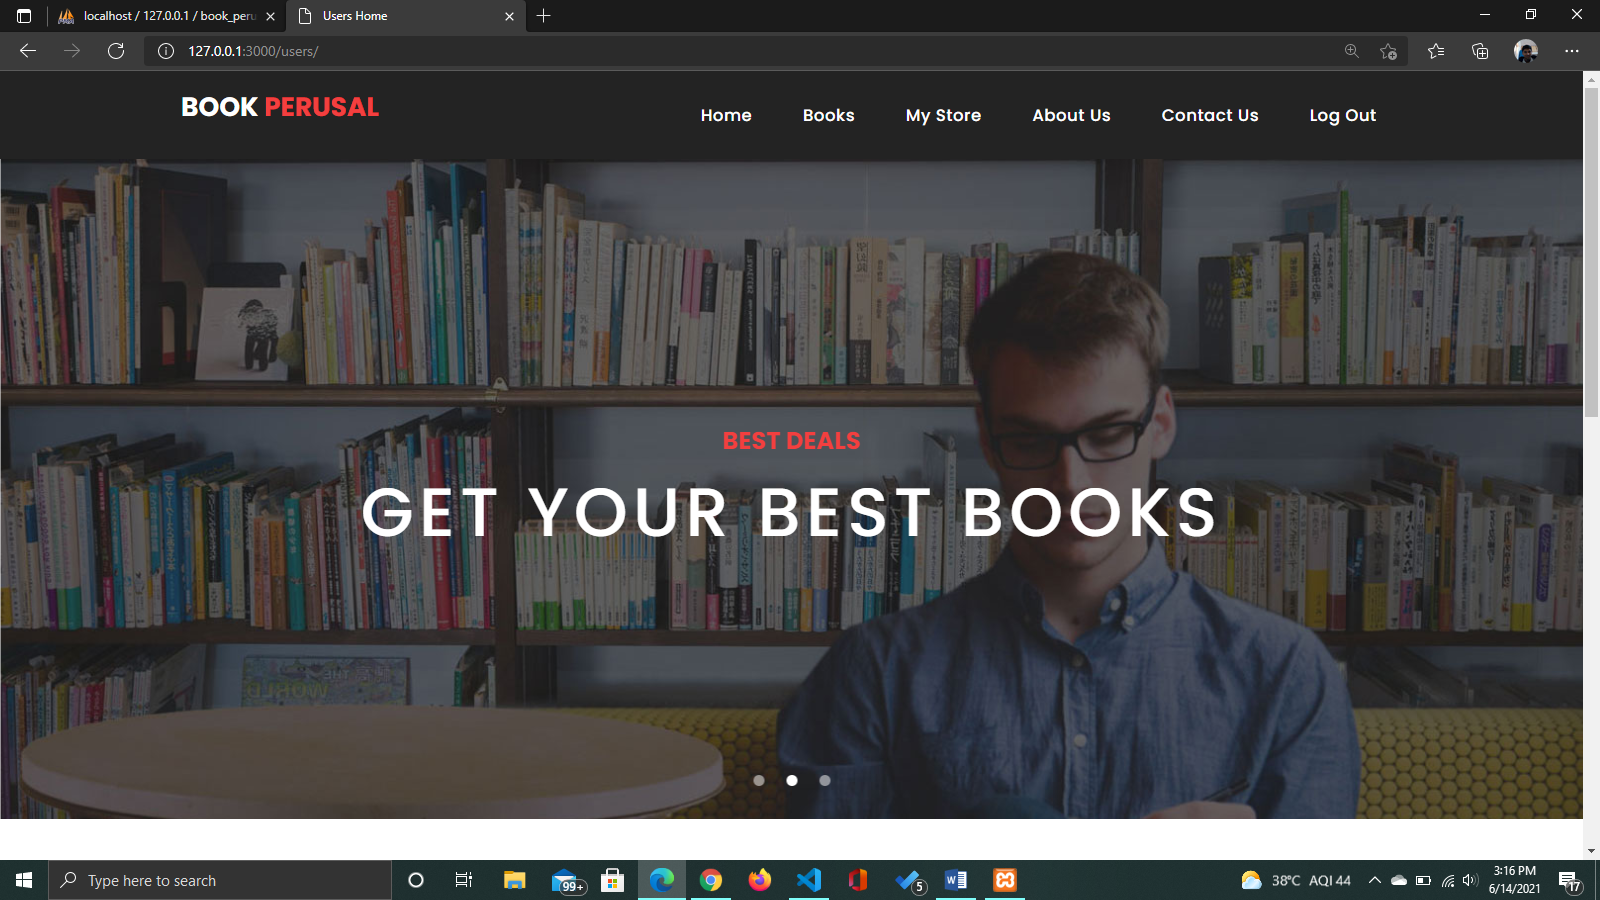 localhost / 127.0.0.1 / book_peru
Users Home
127.0.0.1:3000/users/
BOOK PERUSAL
Home
Books
My Store
About Us
Contact Us
Log Out
BEST DEALS
GET YOUR BEST BOOKS
THE
WORLD
Type here to search
99+
5
38°C AQI 44
3:16 PM
6/14/2021
17